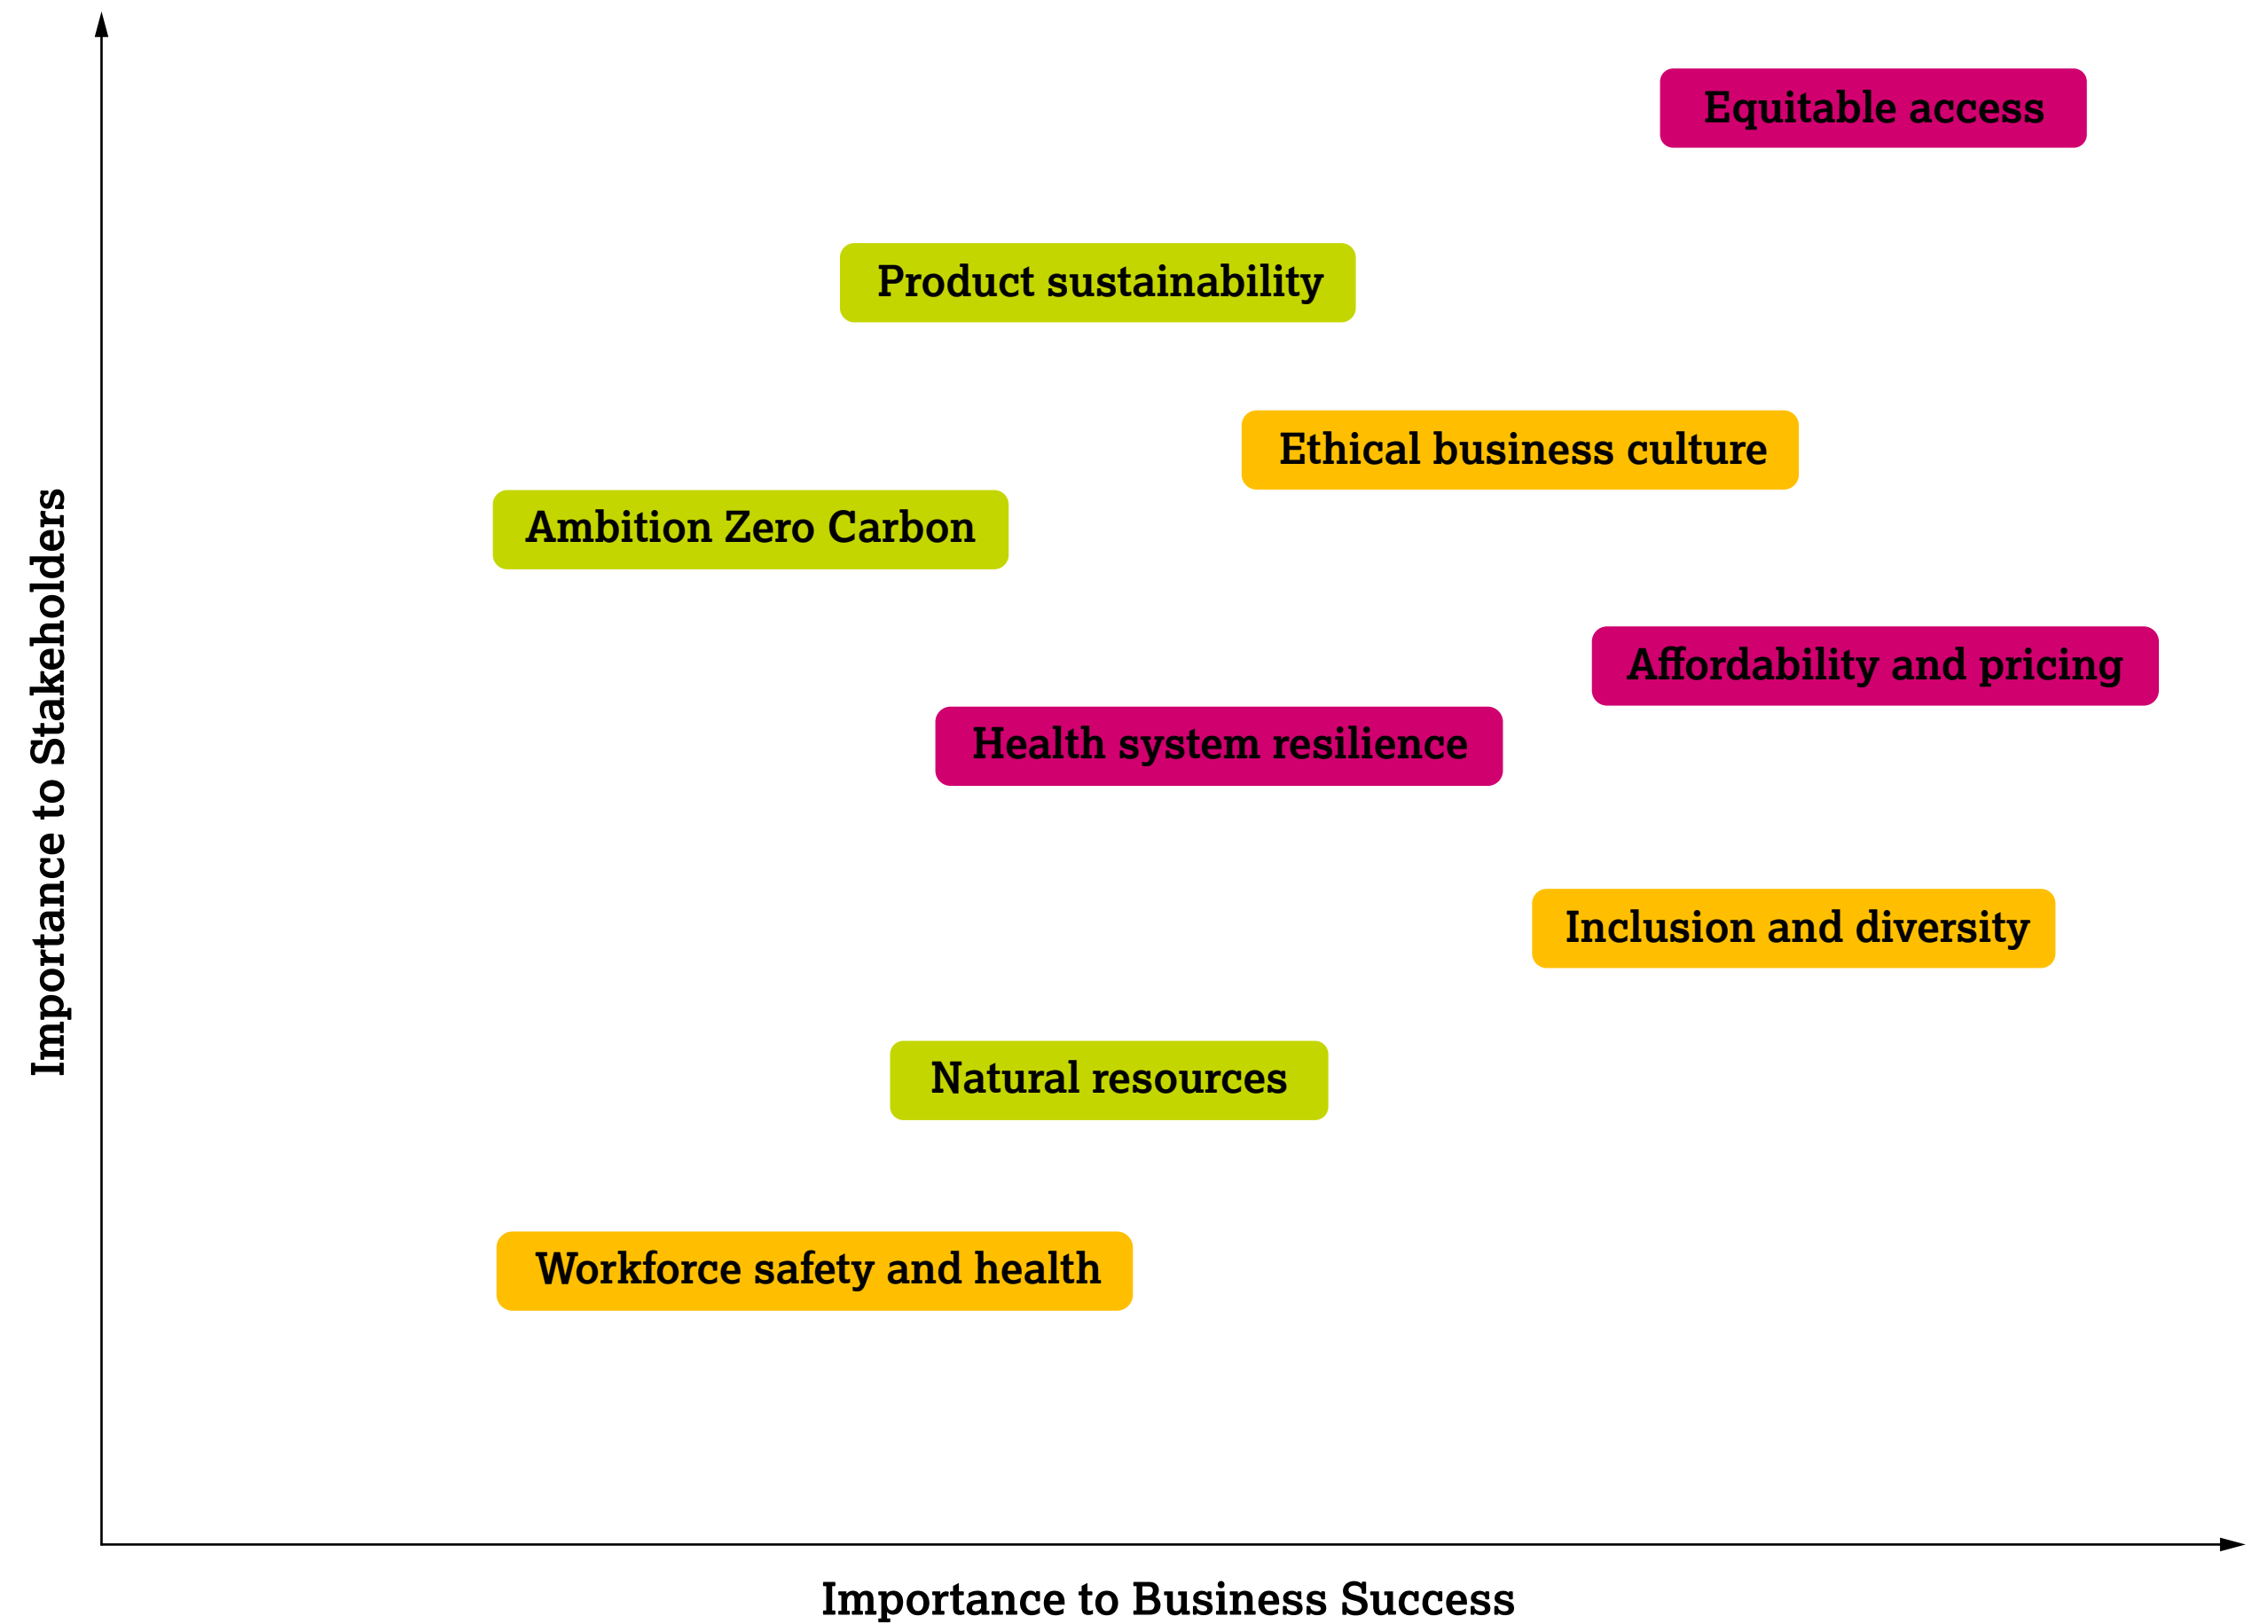 Equitable access
Product sustainability
Ethical business culture
Ambition Zero Carbon
Affordability and pricing
Health system resilience
Inclusion and diversity
Natural resources
Workforce safety and health
Importance to Stakeholders
Importance to Business Success